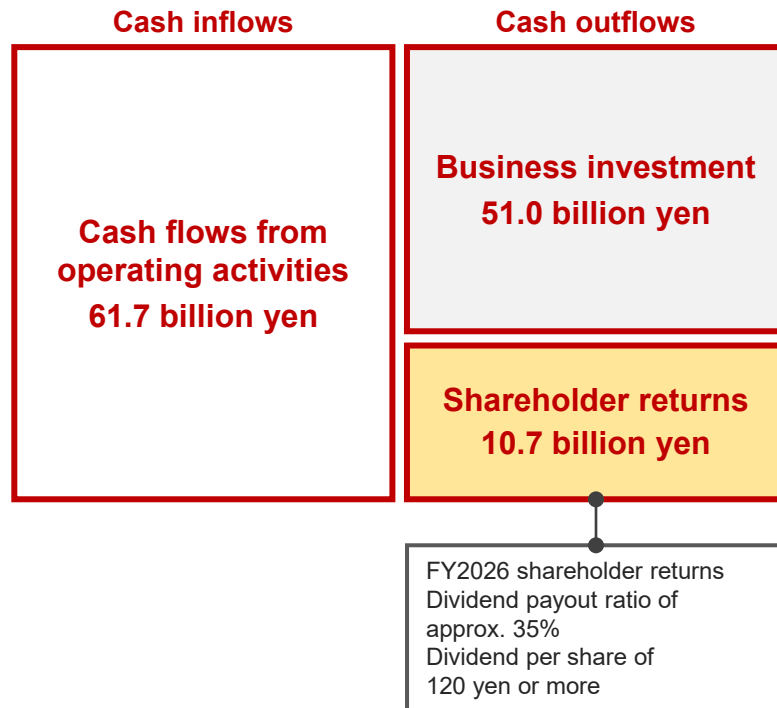 Cash inflows
Cash outflows
Cash flows from
operating activities
61.7 billion yen
Business investment
51.0 billion yen
Shareholder returns
10.7 billion yen
FY2026 shareholder returns
Dividend payout ratio of
approx. 35%
Dividend per share of
120 yen or more